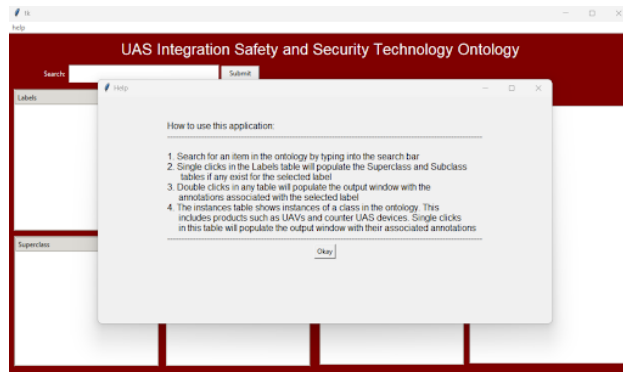 tk
help
UAS Integration Safety and Security Technology Ontology
Search:
Submit
Labels
Help
How to use this application:
1. Search for an item in the ontology by typing into the search bar
2. Single clicks in the Labels table will populate the Superclass and Subclass
tables if any exist for the selected label
3. Double clicks in any table will populate the output window with the
annotations associated with the selected label
4. The instances table shows instances of a class in the ontology. This
includes products such as UAVs and counter UAS devices. Single clicks
in this table will populate the output window with their associated annotations
Okay
Superclass